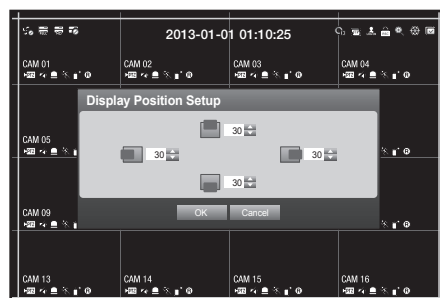 2013-01-01 01:10:25
CAM 01 CAM 02 CAM 03 CAM 04
Display Position Setup
30
CAM 05
30 30
30
OK Cancel
CAM 09
CAM 13 CAM 14 CAM 15 CAM 16